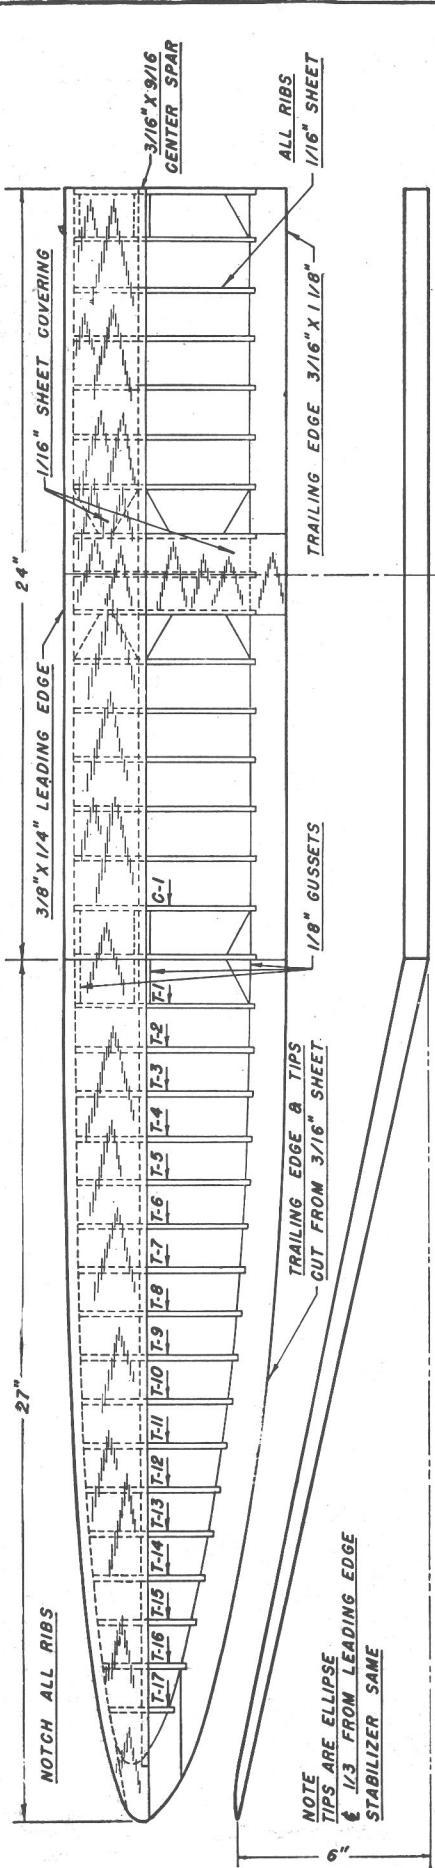 3/16" X 9/16
CENTER SPAR
ALL RIBS
1/16" SHEET
1/16" SHEET COVERING
TRAILING EDGE 3/16" X 1 1/8"
24"
3/8" X 1/4" LEADING EDGE
1/8" GUSSETS
C-1
T-1
T-2
T-3
T-4
T-5
T-6
T-7
T-8
T-9
T-10
T-11
T-12
T-13
T-14
T-15
T-16
T-17
TRAILING EDGE & TIPS
CUT FROM 3/16" SHEET.
27"
NOTCH ALL RIBS
NOTE
TIPS ARE ELLIPSE
℄ 1/3 FROM LEADING EDGE
STABILIZER SAME
6"